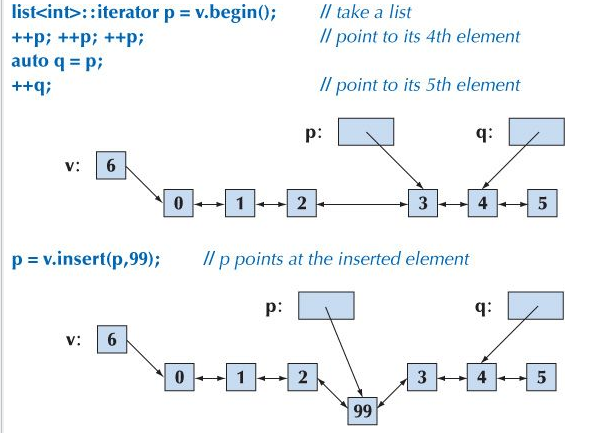 list<int>::iterator p = v.begin(); // take a list
++p; ++p; ++p; // point to its 4th element
auto q = p;
++q; // point to its 5th element
p: q:
v: 6
0 1 2 3 4 5
p = v.insert(p,99); // p points at the inserted element
p: q:
v: 6
0 1 2 3 4 5
99